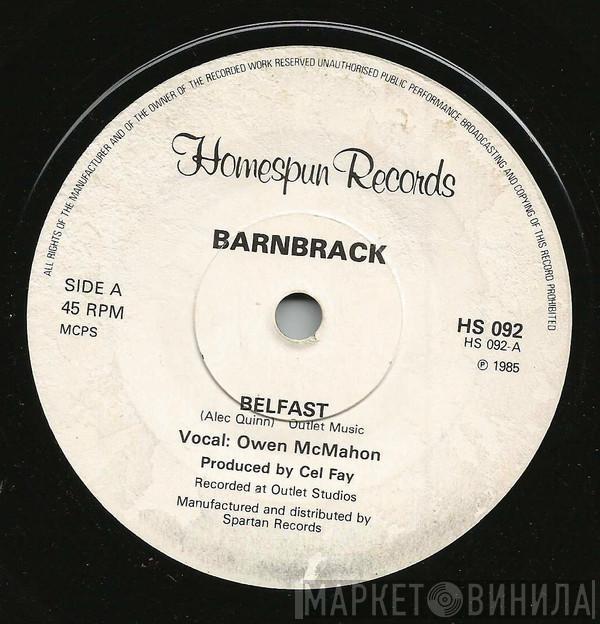 ALL RIGHTS OF THE MANUFACTURER AND OF THE OWNER OF THE RECORDED WORK RESERVED UNAUTHORISED PUBLIC PERFORMANCE BROADCASTING AND COPYING OF THIS RECORD PROHIBITED
Homespun Records
BARNBRACK
SIDE A
45 RPM
MCPS
HS 092
HS 092-A
℗ 1985
BELFAST
(Alec Quinn) Outlet Music
Vocal: Owen McMahon
Produced by Cel Fay
Recorded at Outlet Studios
Manufactured and distributed by
Spartan Records
МАРКЕТ ВИНИЛА